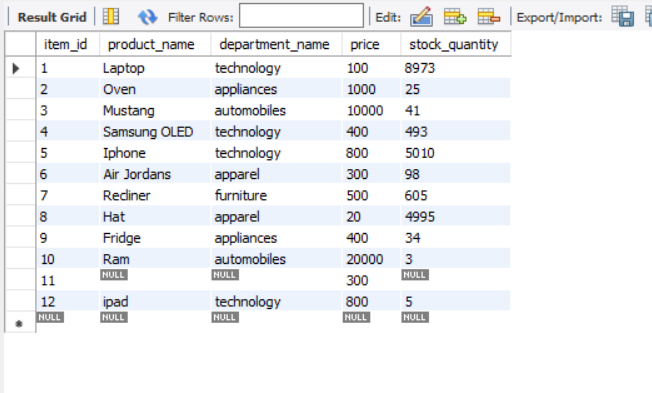 Result Grid Filter Rows: Edit: Export/Import:
item_id product_name department_name price stock_quantity
1 Laptop technology 100 8973
2 Oven appliances 1000 25
3 Mustang automobiles 10000 41
4 Samsung OLED technology 400 493
5 Iphone technology 800 5010
6 Air Jordans apparel 300 98
7 Recliner furniture 500 605
8 Hat apparel 20 4995
9 Fridge appliances 400 34
10 Ram automobiles 20000 3
11 NULL NULL 300 NULL
12 ipad technology 800 5
NULL NULL NULL NULL NULL